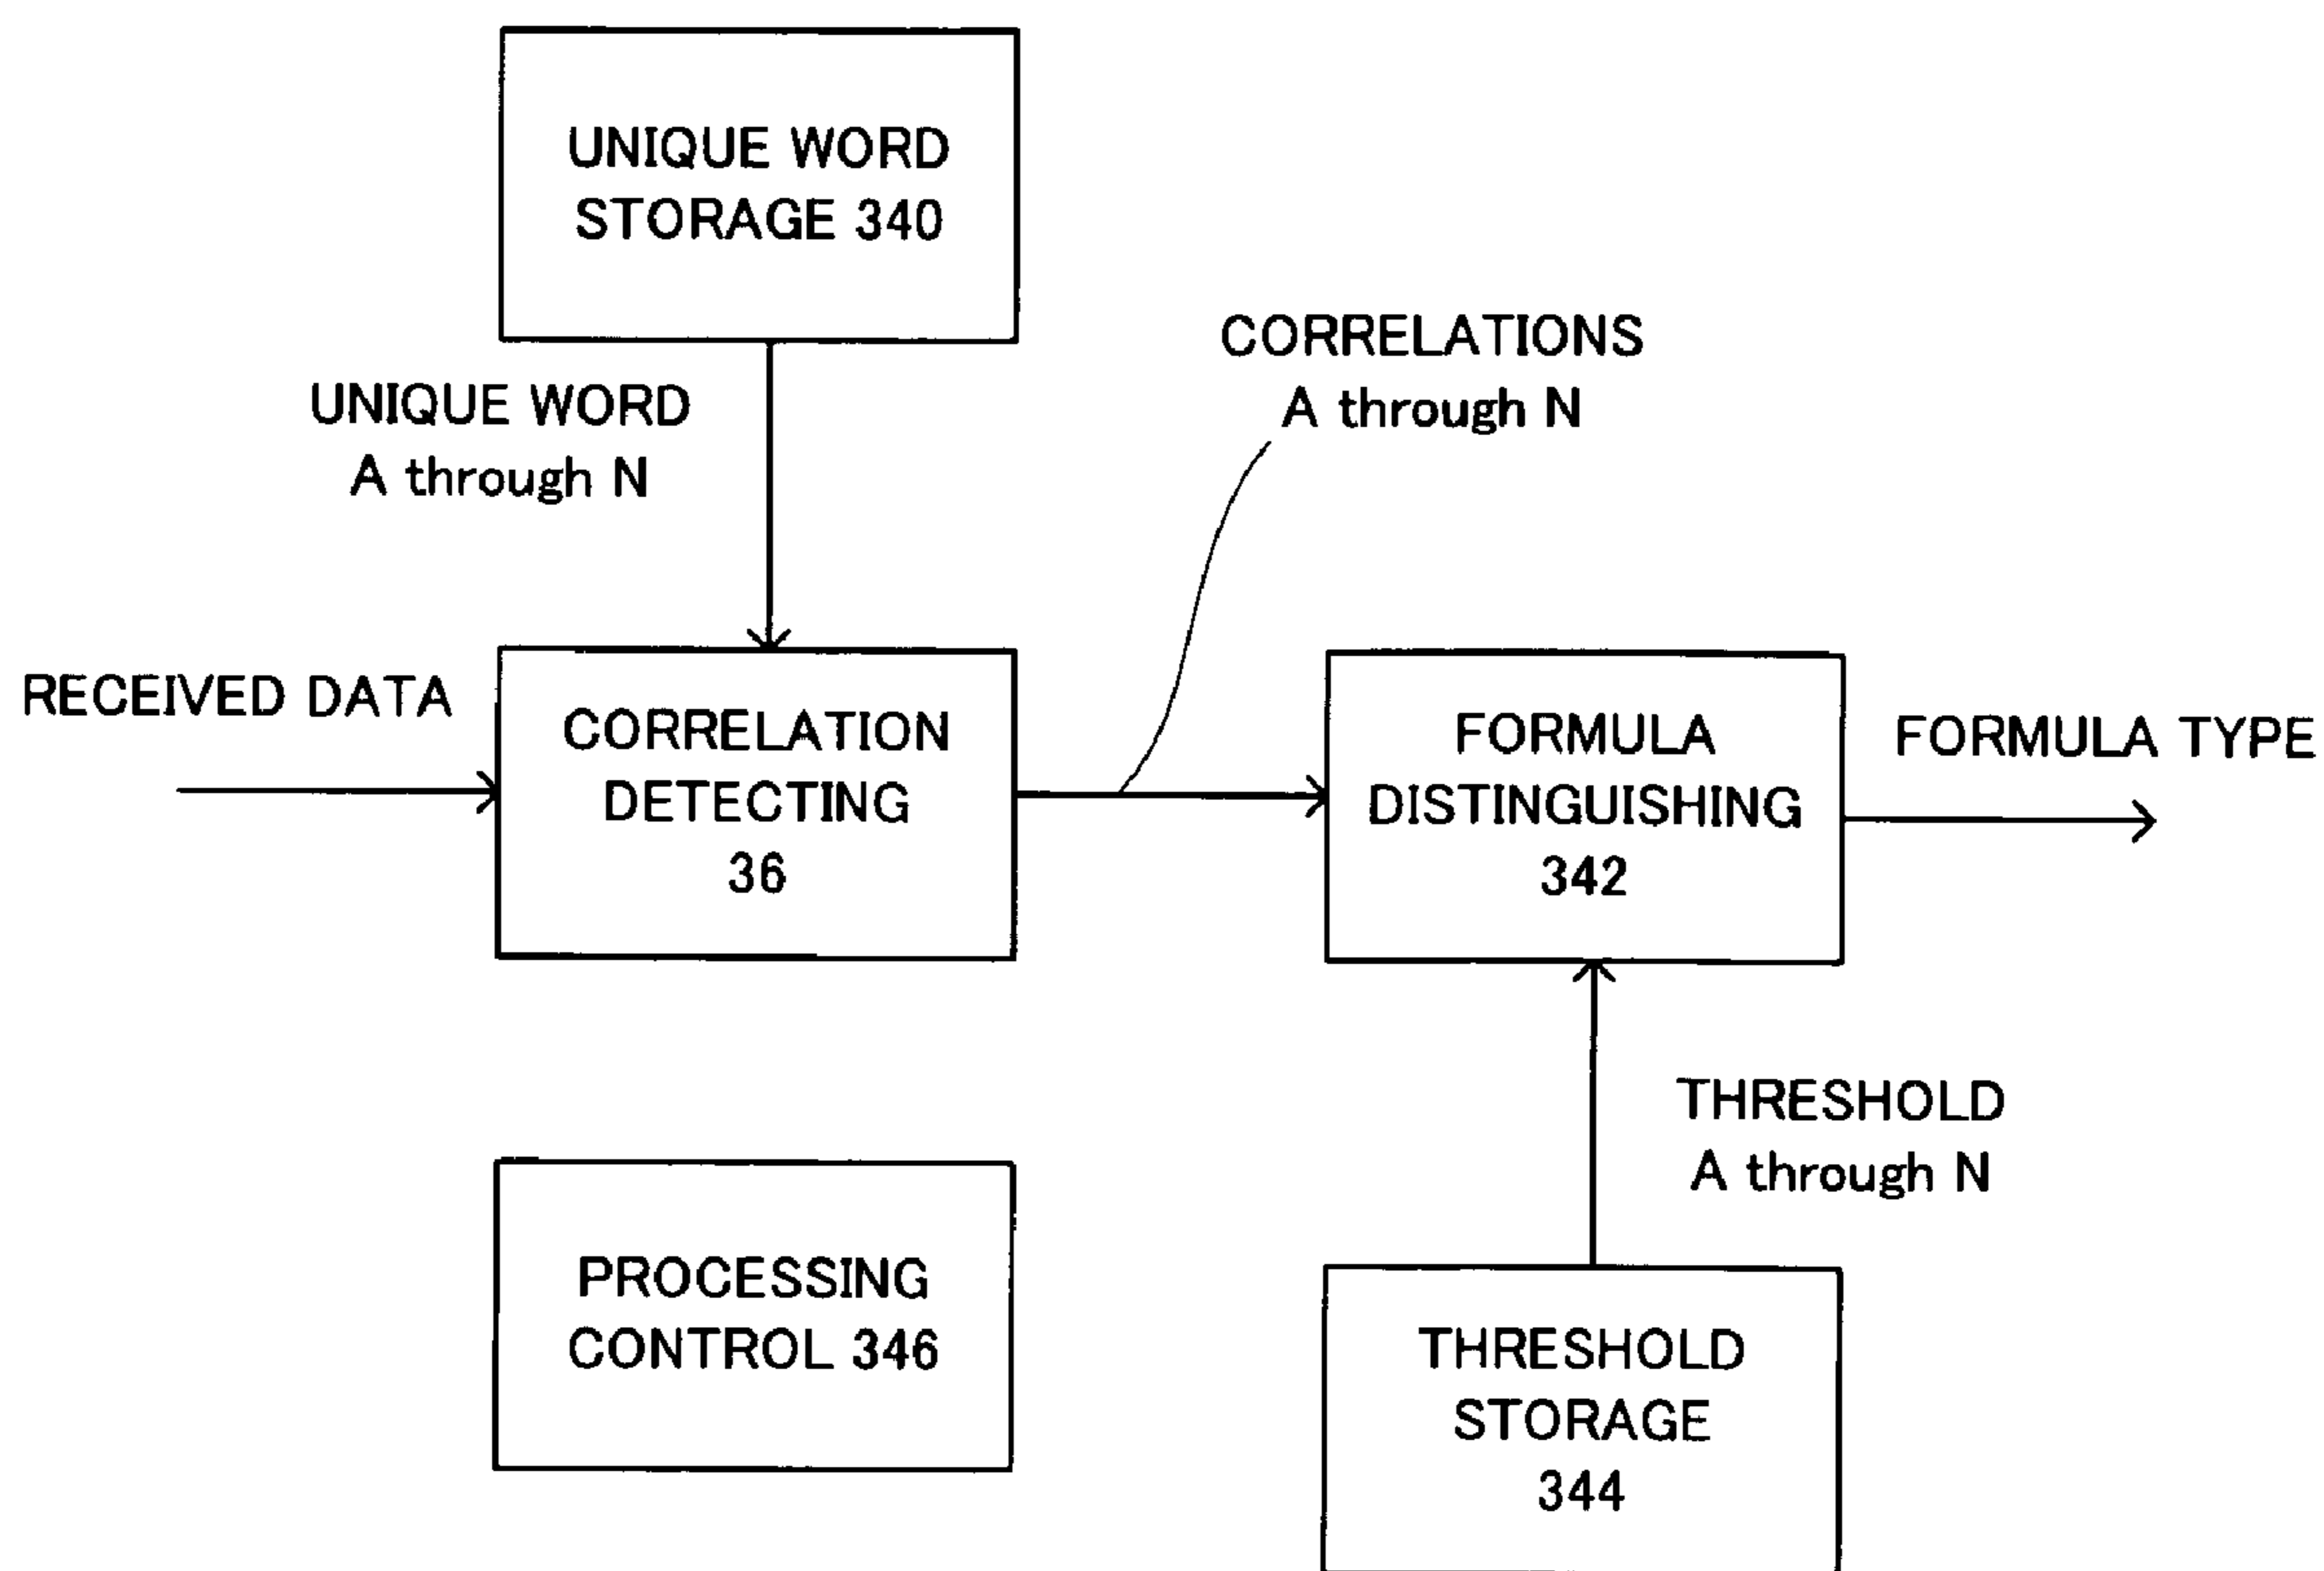 UNIQUE WORD
STORAGE 340
CORRELATIONS
A through N
UNIQUE WORD
A through N
RECEIVED DATA
CORRELATION
DETECTING
36
FORMULA
DISTINGUISHING
342
FORMULA TYPE
THRESHOLD
A through N
PROCESSING
CONTROL 346
THRESHOLD
STORAGE
344